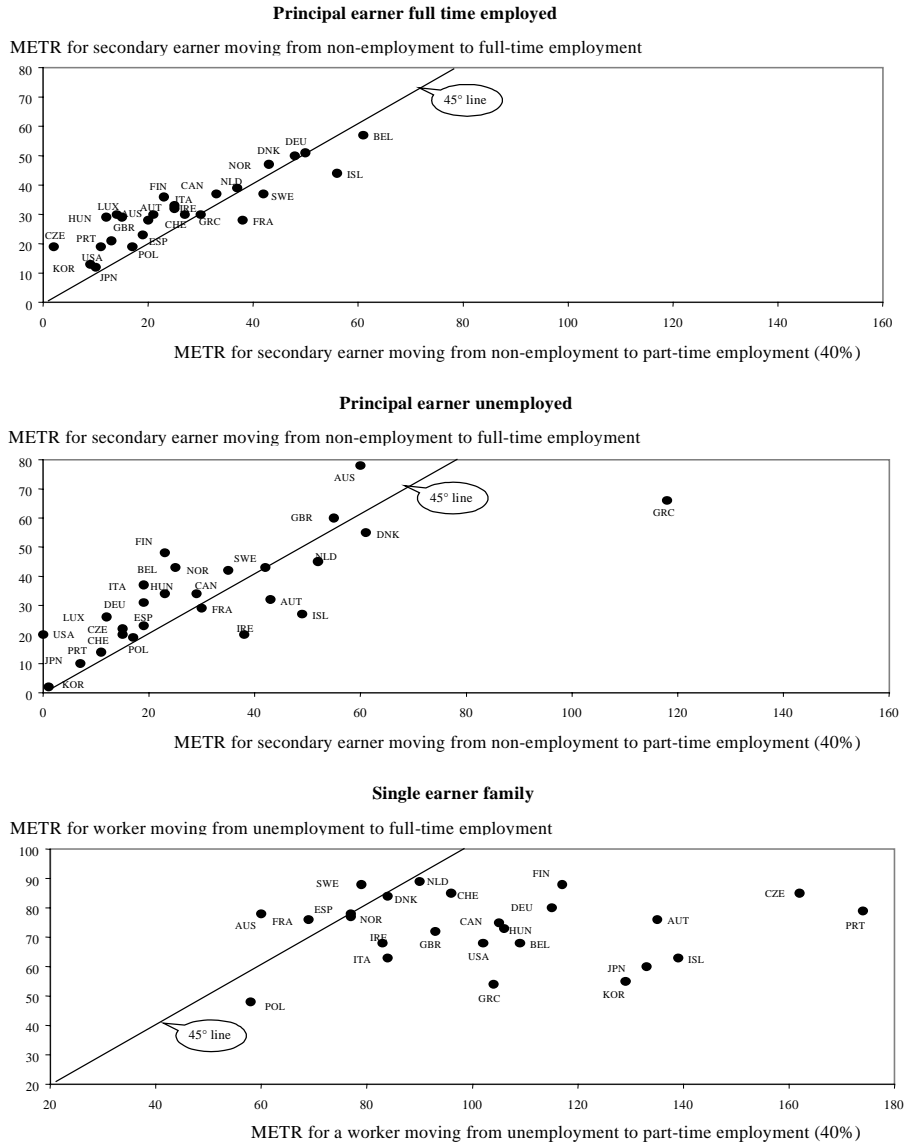 Principal earner full time employed
METR for secondary earner moving from non-employment to full-time employment
80
70
60
50
40
30
20
10
0
45° line
BEL
DEU
DNK
ISL
NOR
NLD
SWE
CAN
FIN
ITA
IRE
LUX
AUS
AUT
HUN
GBR
CHE
GRC
FRA
CZE
PRT
ESP
USA
POL
KOR
JPN
0 20 40 60 80 100 120 140 160
METR for secondary earner moving from non-employment to part-time employment (40%)
Principal earner unemployed
METR for secondary earner moving from non-employment to full-time employment
80
70
60
50
40
30
20
10
0
AUS
45° line
GRC
GBR
DNK
FIN
SWE
NLD
BEL
NOR
ITA
HUN
CAN
DEU
FRA
AUT
ISL
LUX
ESP
USA
CZE
IRE
CHE
POL
PRT
JPN
KOR
0 20 40 60 80 100 120 140 160
METR for secondary earner moving from non-employment to part-time employment (40%)
Single earner family
METR for worker moving from unemployment to full-time employment
100
90
80
70
60
50
40
30
20
SWE
NLD
FIN
DNK
CHE
CZE
ESP
DEU
AUS
FRA
NOR
CAN
HUN
AUT
PRT
IRE
GBR
USA
BEL
ITA
JPN
ISL
GRC
KOR
POL
45° line
20 40 60 80 100 120 140 160 180
METR for a worker moving from unemployment to part-time employment (40%)